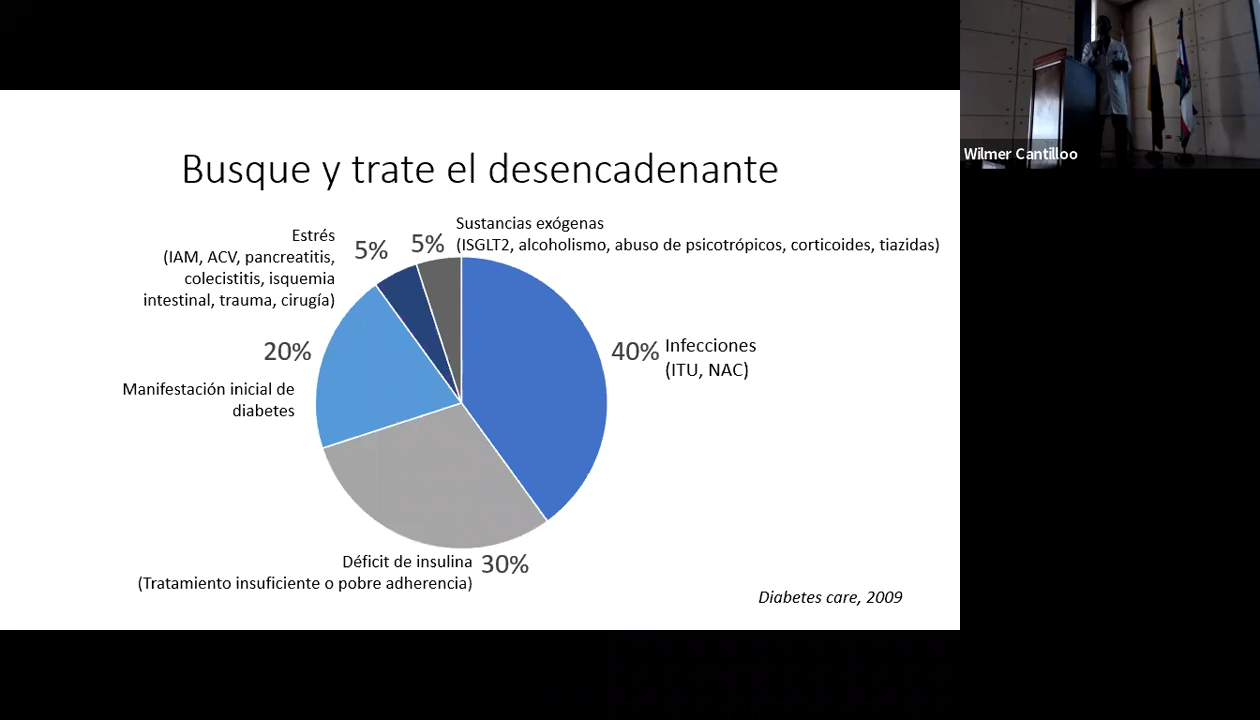 Wilmer Cantilloo
Busque y trate el desencadenante
Sustancias exógenas
(ISGLT2, alcoholismo, abuso de psicotrópicos, corticoides, tiazidas)
5%
Estrés
(IAM, ACV, pancreatitis,
colecistitis, isquemia
intestinal, trauma, cirugía)
5%
40%
Infecciones
(ITU, NAC)
20%
Manifestación inicial de
diabetes
Déficit de insulina
(Tratamiento insuficiente o pobre adherencia)
30%
Diabetes care, 2009